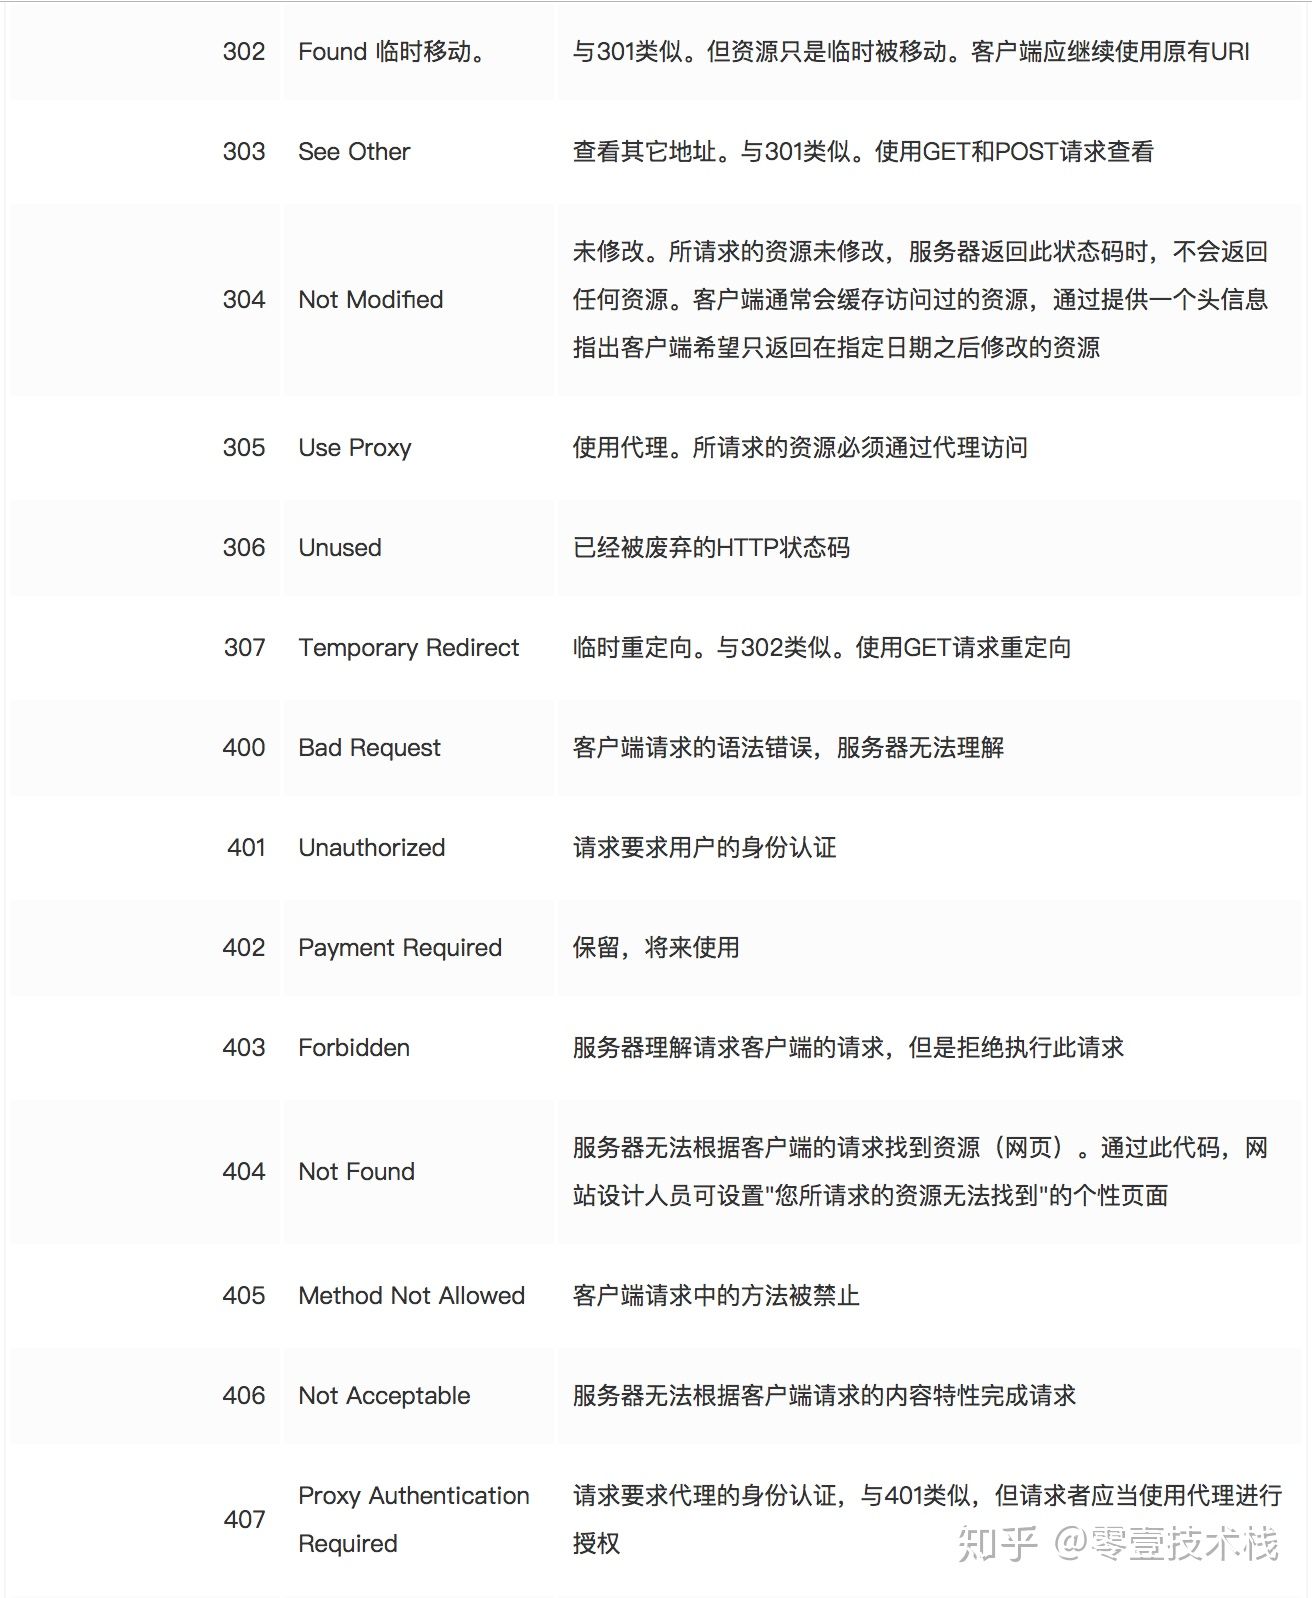 302 Found 临时移动。 与301类似。但资源只是临时被移动。客户端应继续使用原有URI
303 See Other 查看其它地址。与301类似。使用GET和POST请求查看
304 Not Modified 未修改。所请求的资源未修改，服务器返回此状态码时，不会返回
任何资源。客户端通常会缓存访问过的资源，通过提供一个头信息
指出客户端希望只返回在指定日期之后修改的资源
305 Use Proxy 使用代理。所请求的资源必须通过代理访问
306 Unused 已经被废弃的HTTP状态码
307 Temporary Redirect 临时重定向。与302类似。使用GET请求重定向
400 Bad Request 客户端请求的语法错误，服务器无法理解
401 Unauthorized 请求要求用户的身份认证
402 Payment Required 保留，将来使用
403 Forbidden 服务器理解请求客户端的请求，但是拒绝执行此请求
404 Not Found 服务器无法根据客户端的请求找到资源（网页）。通过此代码，网
站设计人员可设置"您所请求的资源无法找到"的个性页面
405 Method Not Allowed 客户端请求中的方法被禁止
406 Not Acceptable 服务器无法根据客户端请求的内容特性完成请求
407 Proxy Authentication
Required 请求要求代理的身份认证，与401类似，但请求者应当使用代理进行
授权
知乎 @零壹技术栈